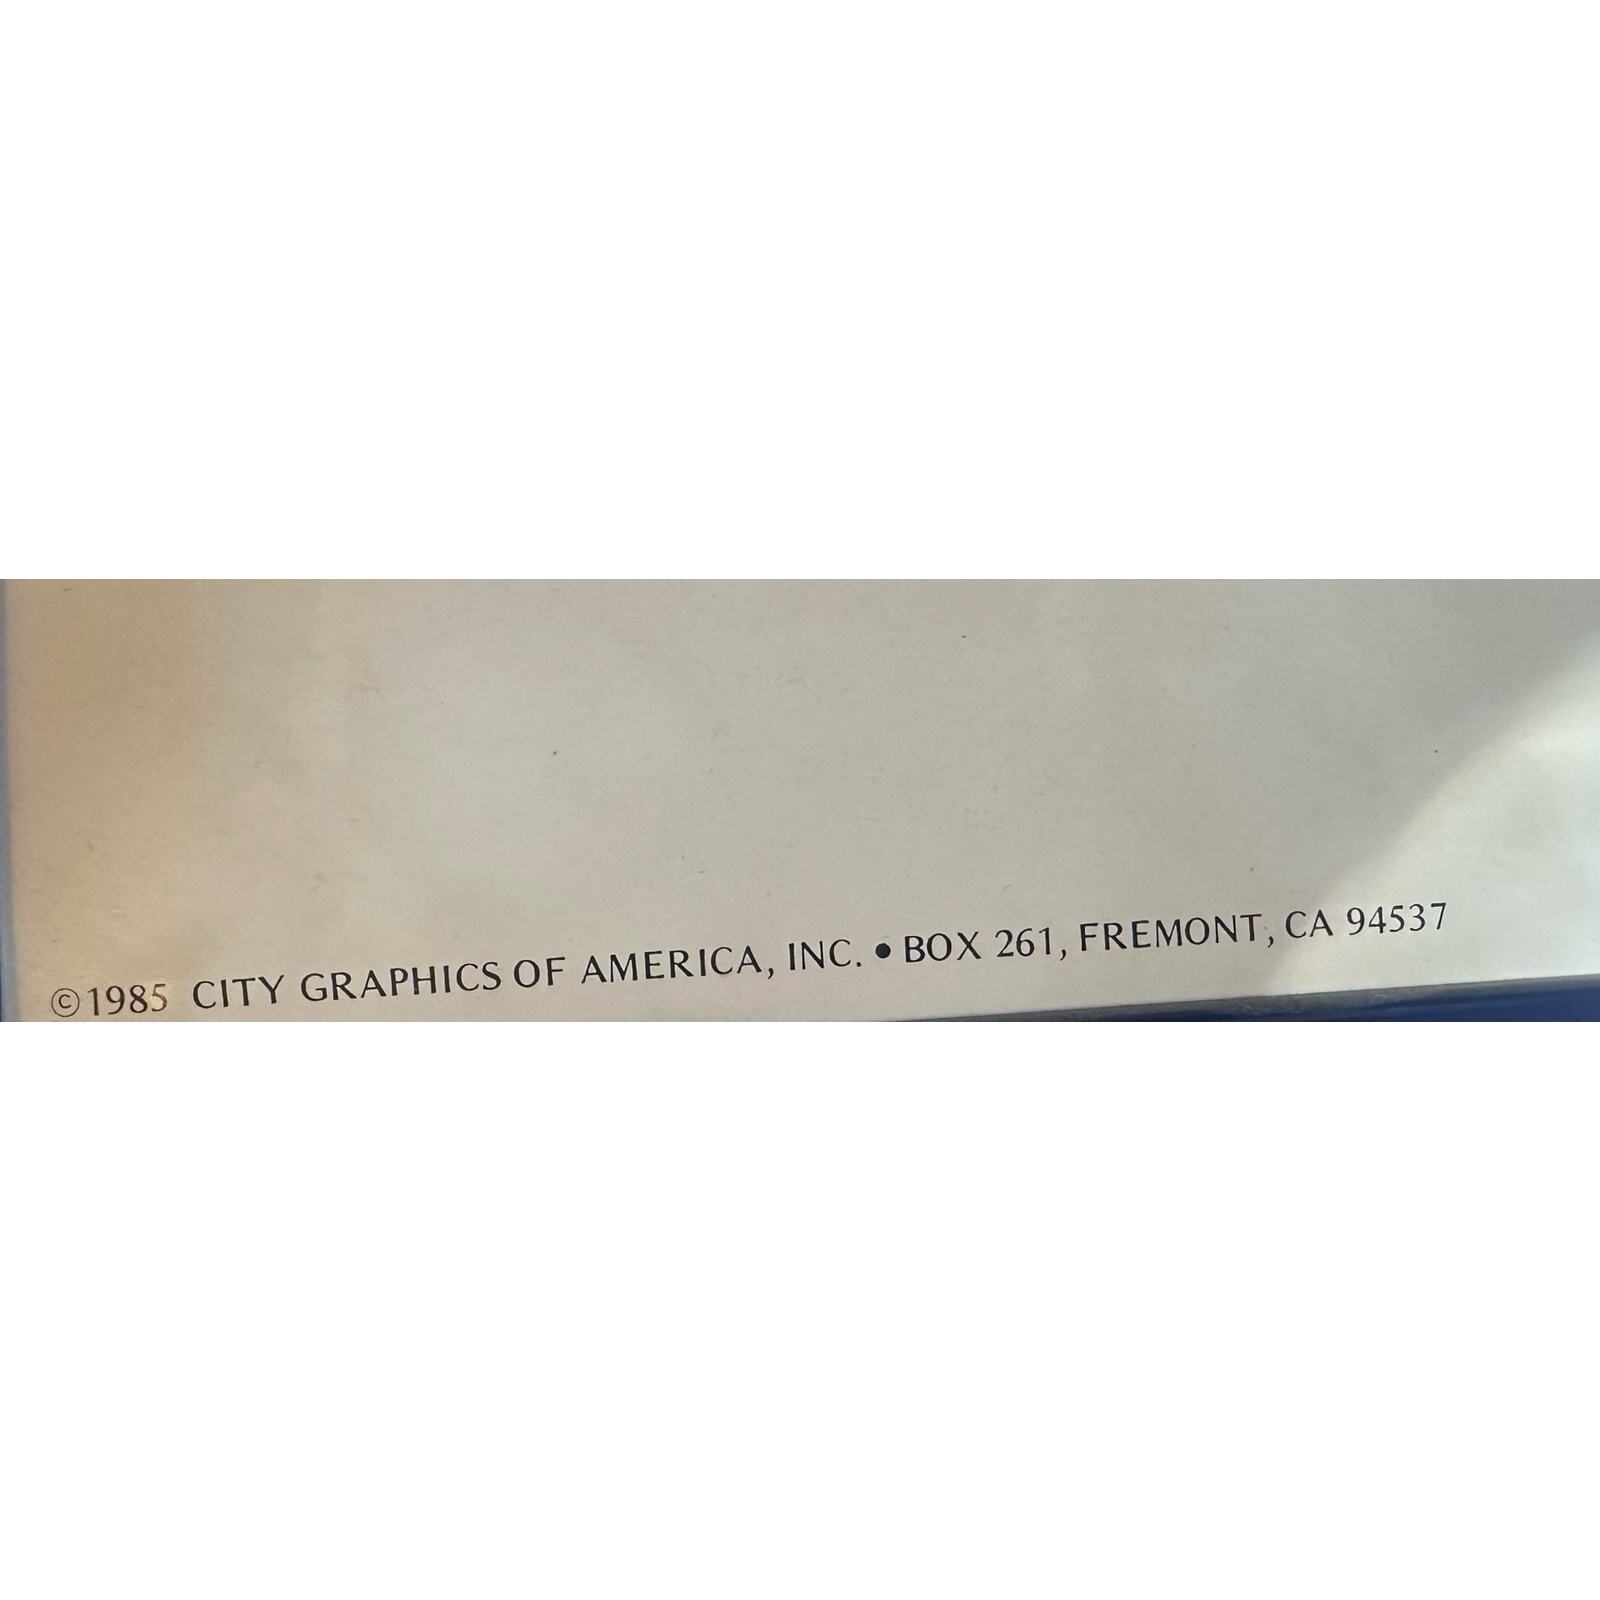 ©1985 CITY GRAPHICS OF AMERICA, INC. • BOX 261, FREMONT, CA 94537